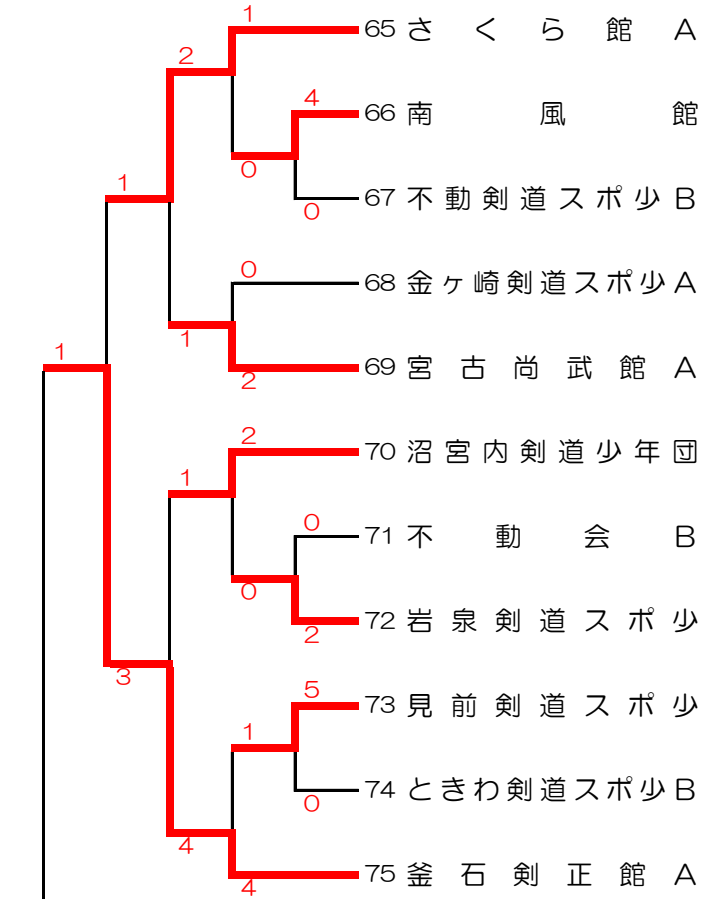 1
65 さくら館A
2
4
66 南風館
0
1
67 不動剣道スポ少B
0
0
68 金ヶ崎剣道スポ少A
1
1
69 宮古尚武館A
2
2
70 沼宮内剣道少年団
1
0
71 不動会B
0
72 岩泉剣道スポ少
2
3
5
73 見前剣道スポ少
1
74 ときわ剣道スポ少B
0
4
75 釜石剣正館A
4